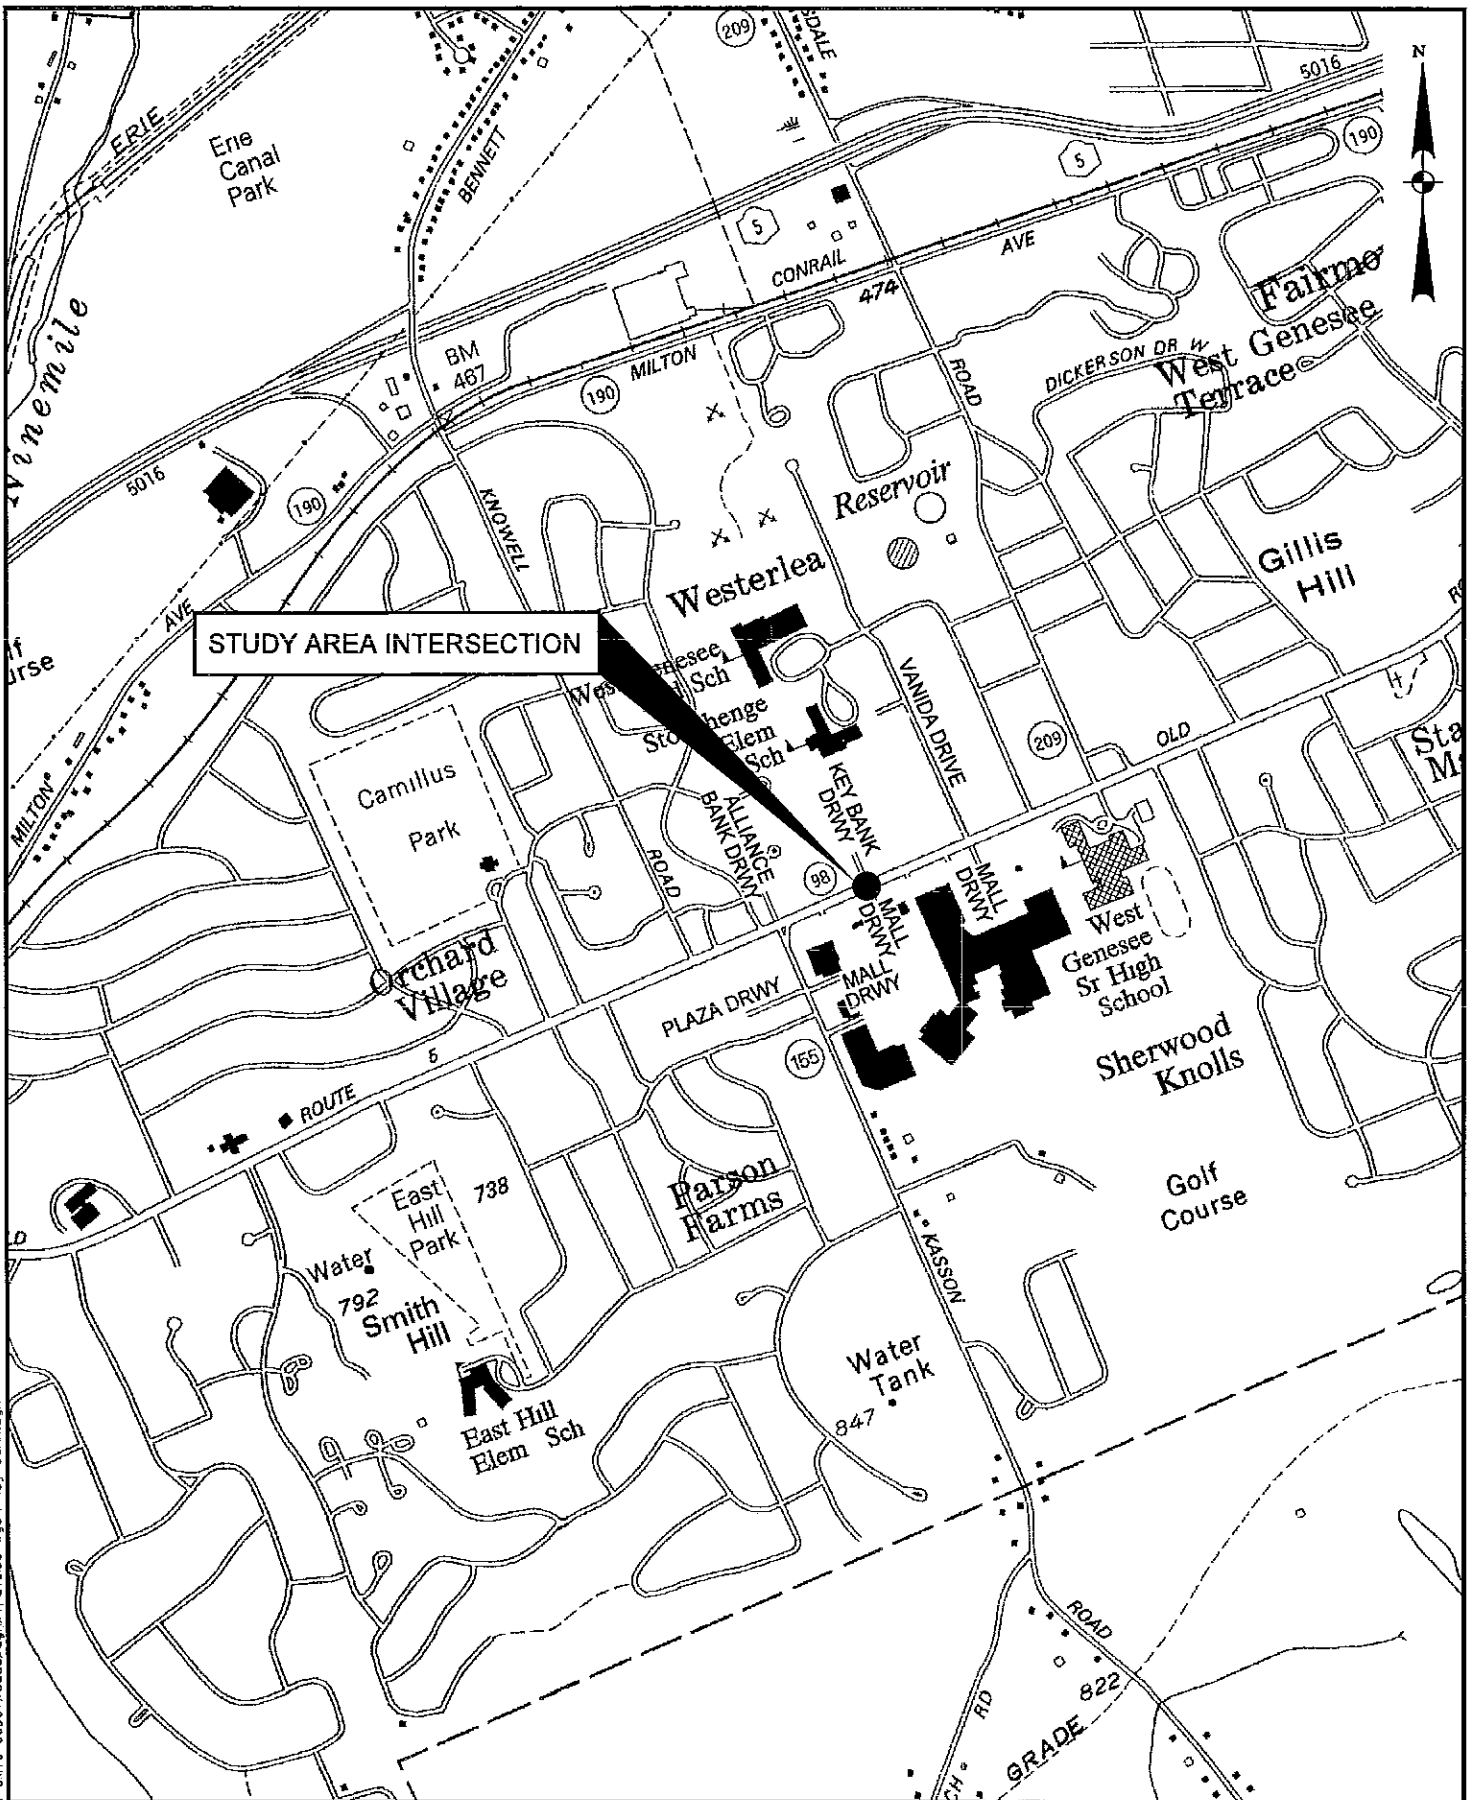 209
5016
N
ERIE
Erie
Canal
Park
BENNETT
5
190
5
CONRAIL
AVE
474
Fairmo
West Genesee
Terrace
DICKERSON DR W
Ninemile
BM
467
MILTON
190
ROAD
5016
190
KNOWELL
Reservoir
Gillis
Hill
Westerlea
AVE
STUDY AREA INTERSECTION
VANIDA DRIVE
209
OLD
Camillus
Park
MILTON
KEY BANK
DRWY
ALLIANCE
BANK DRWY
ROAD
98
MALL
DRWY
MALL
DRWY
MALL
DRWY
West
Genesee
Sr High
School
Orchard
Village
PLAZA DRWY
155
Sherwood
Knolls
ROUTE
5
East
Hill
Park
738
Parson
Farms
Golf
Course
Water
792
Smith
Hill
KASSON
Water
Tank
847
East Hill
Elem Sch
ROAD
822
RD
GRADE